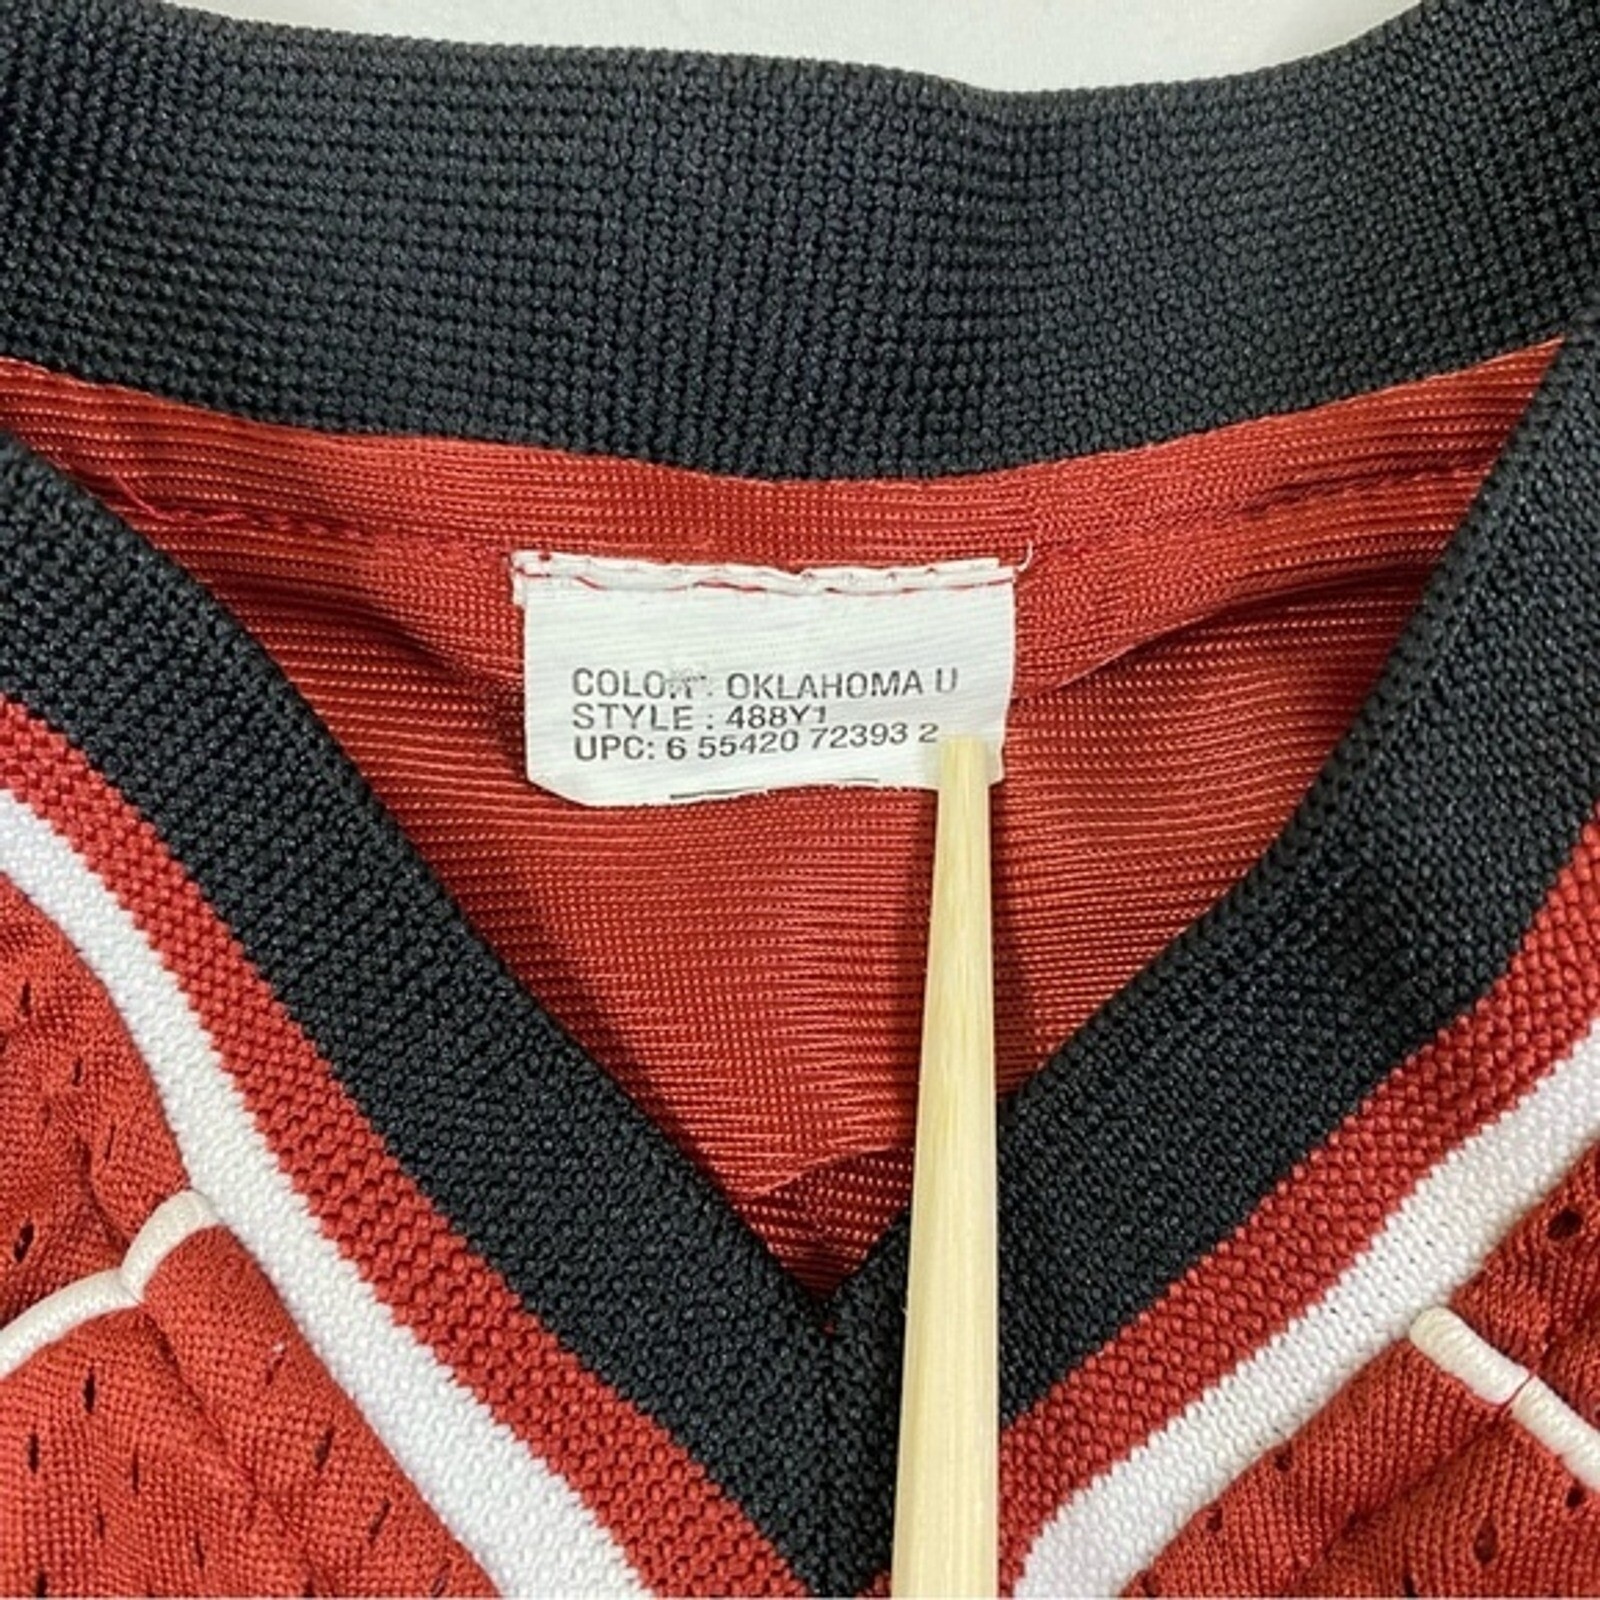 COLOR: OKLAHOMA U
STYLE : 488Y1
UPC: 6 55420 72393 2